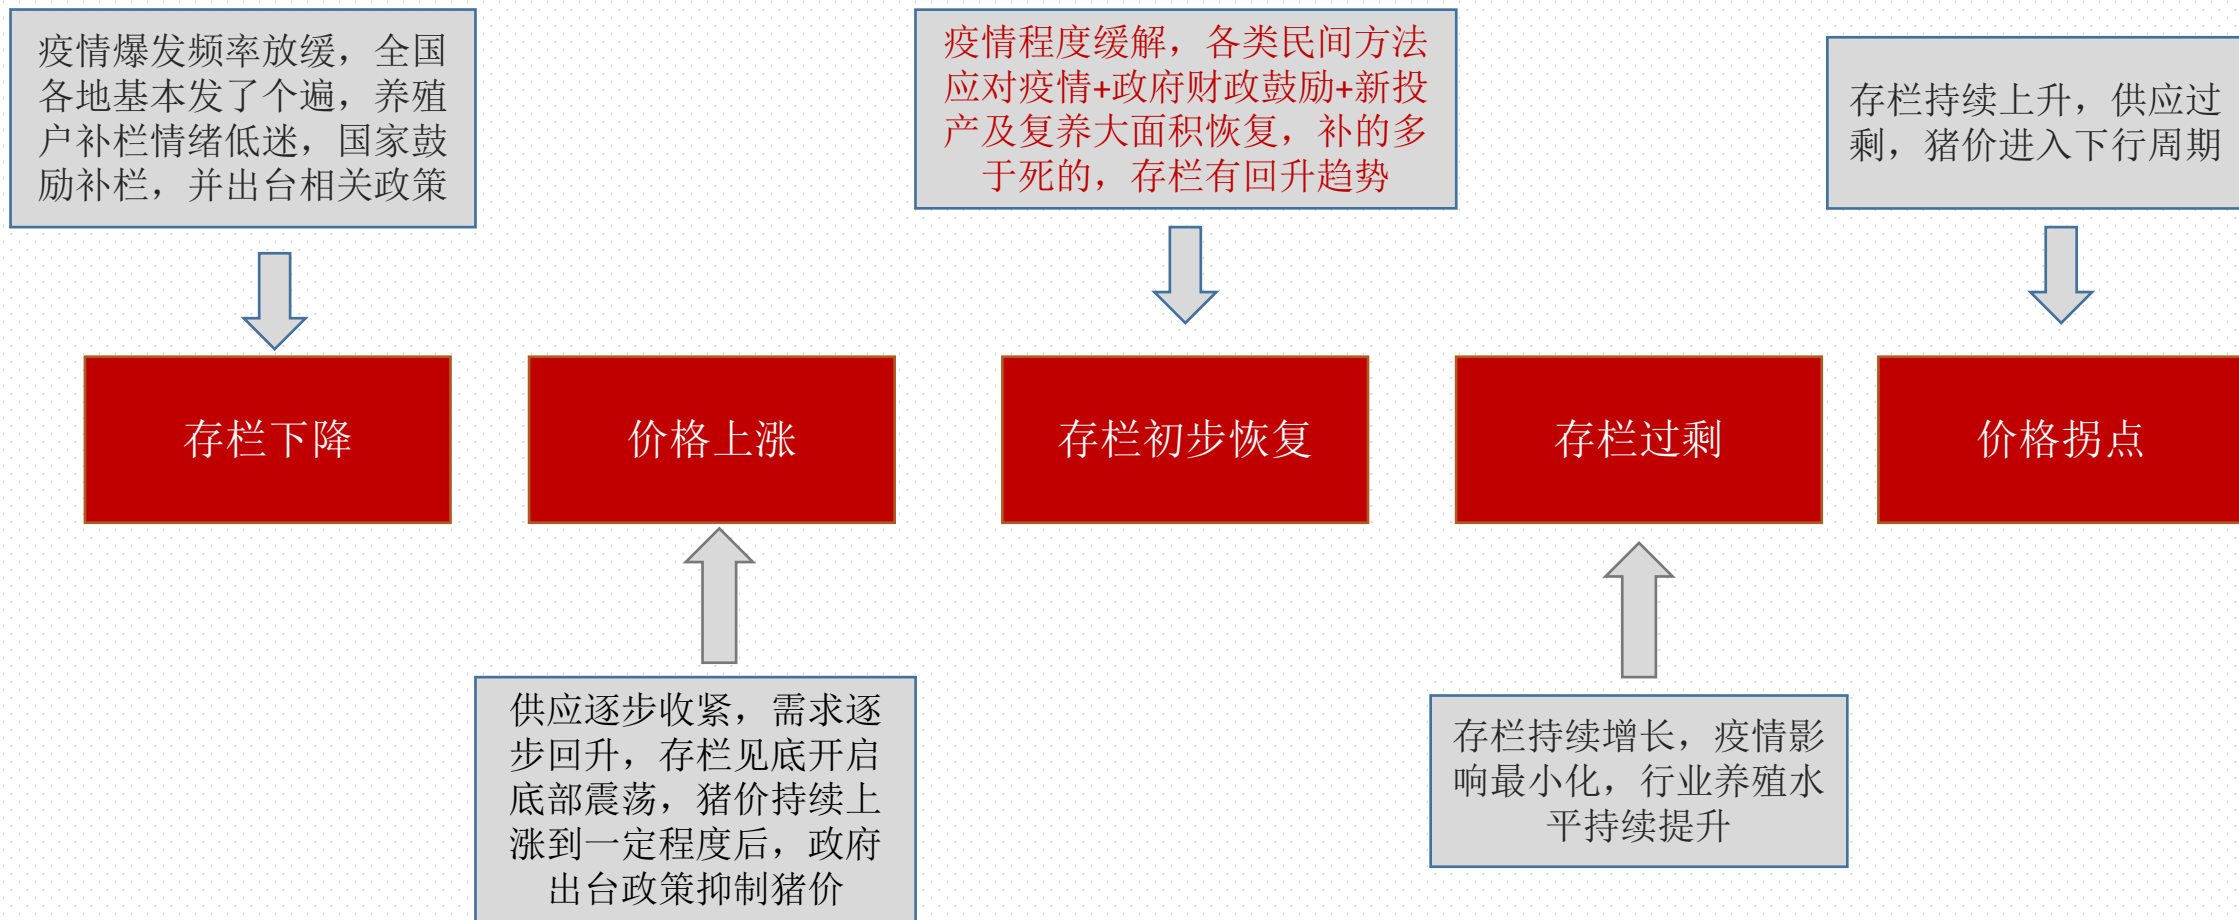 疫情爆发频率放缓，全国
各地基本发了个遍，养殖
户补栏情绪低迷，国家鼓
励补栏，并出台相关政策
疫情程度缓解，各类民间方法
应对疫情+政府财政鼓励+新投
产及复养大面积恢复，补的多
于死的，存栏有回升趋势
存栏持续上升，供应过
剩，猪价进入下行周期
存栏下降
价格上涨
存栏初步恢复
存栏过剩
价格拐点
供应逐步收紧，需求逐
步回升，存栏见底开启
底部震荡，猪价持续上
涨到一定程度后，政府
出台政策抑制猪价
存栏持续增长，疫情影
响最小化，行业养殖水
平持续提升